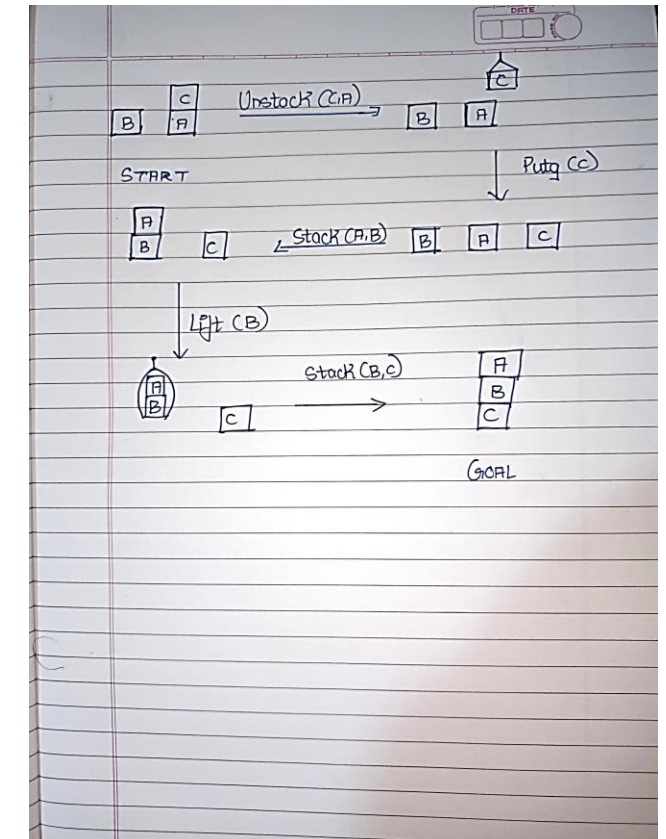 DATE
C
C Unstack (C,A)
B A B A
START Putg (C)
A
B C Stack (A,B) B A C
Lift (B)
A Stack (B,C) A
B B
C C
GOAL